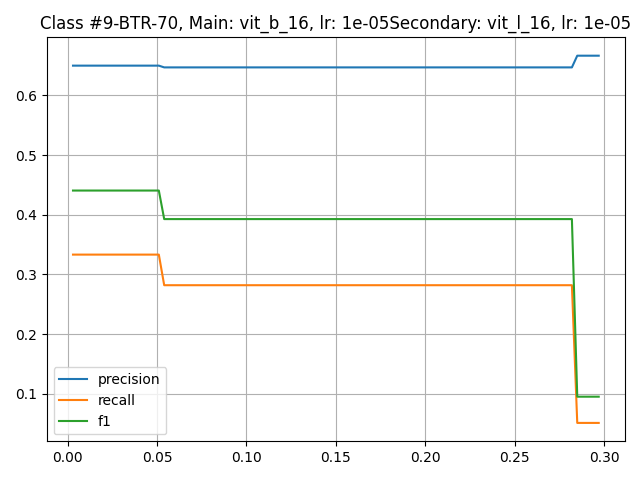 Class #9-BTR-70, Main: vit_b_16, lr: 1e-05Secondary: vit_l_16, lr: 1e-05
0.6
0.5
0.4
0.3
0.2
0.1
precision
recall
f1
0.00 0.05 0.10 0.15 0.20 0.25 0.30